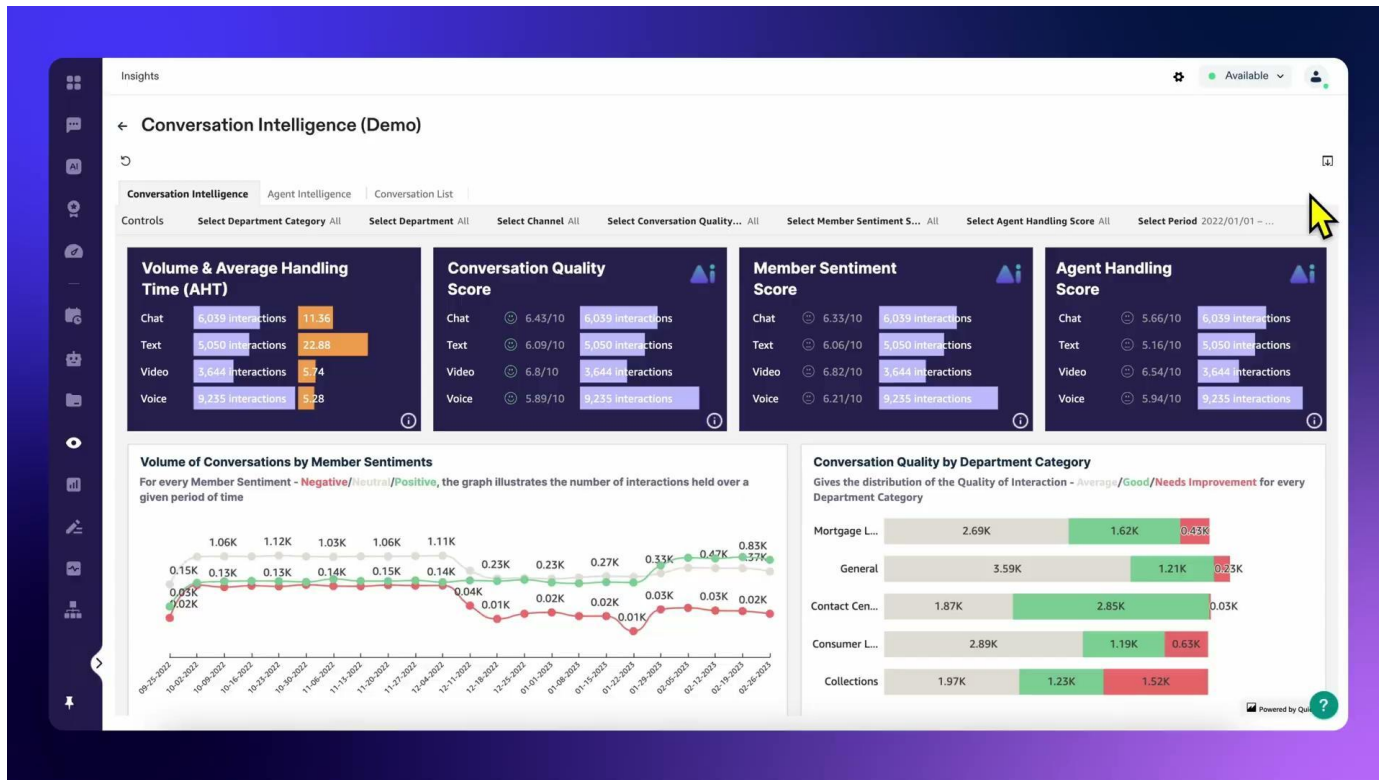 Insights
Available
← Conversation Intelligence (Demo)
Conversation Intelligence Agent Intelligence Conversation List
Controls Select Department Category All Select Department All Select Channel All Select Conversation Quality... All Select Member Sentiment S... All Select Agent Handling Score All Select Period 2022/01/01 – ...
Volume & Average Handling
Time (AHT)
Chat 6,039 interactions 11.36
Text 5,050 interactions 22.88
Video 3,644 interactions 5.74
Voice 9,235 interactions 5.28
Conversation Quality
Score
Ai
Chat 6.43/10 6,039 interactions
Text 6.09/10 5,050 interactions
Video 6.8/10 3,644 interactions
Voice 5.89/10 9,235 interactions
Member Sentiment
Score
Ai
Chat 6.33/10 6,039 interactions
Text 6.06/10 5,050 interactions
Video 6.82/10 3,644 interactions
Voice 6.21/10 9,235 interactions
Agent Handling
Score
Ai
Chat 5.66/10 6,039 interactions
Text 5.16/10 5,050 interactions
Video 6.54/10 3,644 interactions
Voice 5.94/10 9,235 interactions
Volume of Conversations by Member Sentiments
For every Member Sentiment - Negative/Neutral/Positive, the graph illustrates the number of interactions held over a
given period of time
1.06K 1.12K 1.03K 1.06K 1.11K
0.15K 0.13K 0.13K 0.14K 0.15K 0.14K 0.23K 0.23K 0.27K 0.33K 0.47K 0.83K
.37K
0.03K
0.02K
0.04K 0.01K 0.02K 0.02K 0.01K 0.03K 0.03K 0.02K
09-25-2022 10-02-2022 10-09-2022 10-16-2022 10-23-2022 10-30-2022 11-06-2022 11-13-2022 11-20-2022 11-27-2022 12-04-2022 12-11-2022 12-18-2022 12-25-2022 01-01-2023 01-08-2023 01-15-2023 01-22-2023 01-29-2023 02-05-2023 02-12-2023 02-19-2023 02-26-2023
Conversation Quality by Department Category
Gives the distribution of the Quality of Interaction - Average/Good/Needs Improvement for every
Department Category
Mortgage L... 2.69K 1.62K 0.43K
General 3.59K 1.21K 0.23K
Contact Cen... 1.87K 2.85K 0.03K
Consumer L... 2.89K 1.19K 0.63K
Collections 1.97K 1.23K 1.52K
Powered by Qui
?
AI